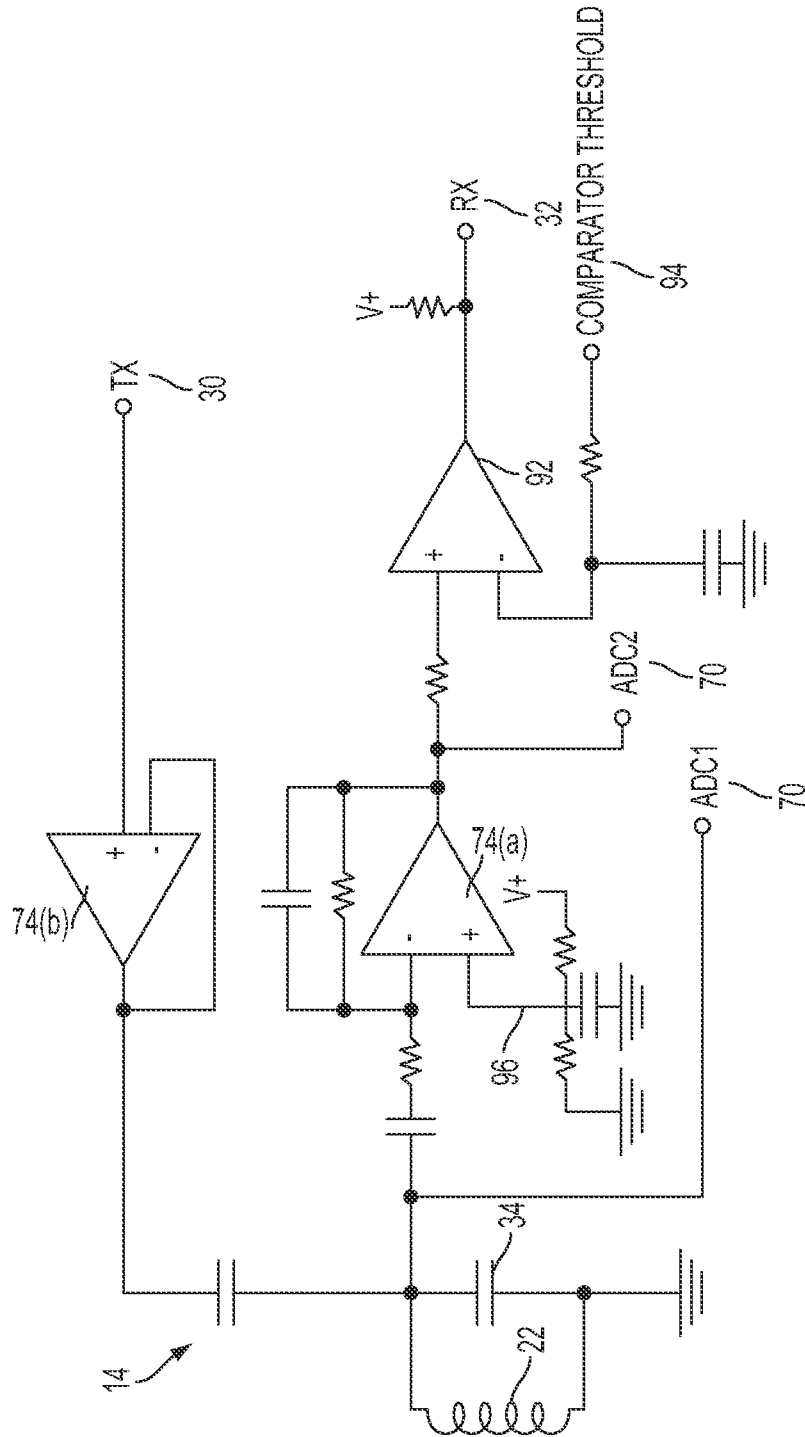 14
74(b)
+
-
TX
30
22
34
-
+
74(a)
96
V+
ADC1
70
ADC2
70
+
-
92
V+
RX
32
COMPARATOR THRESHOLD
94